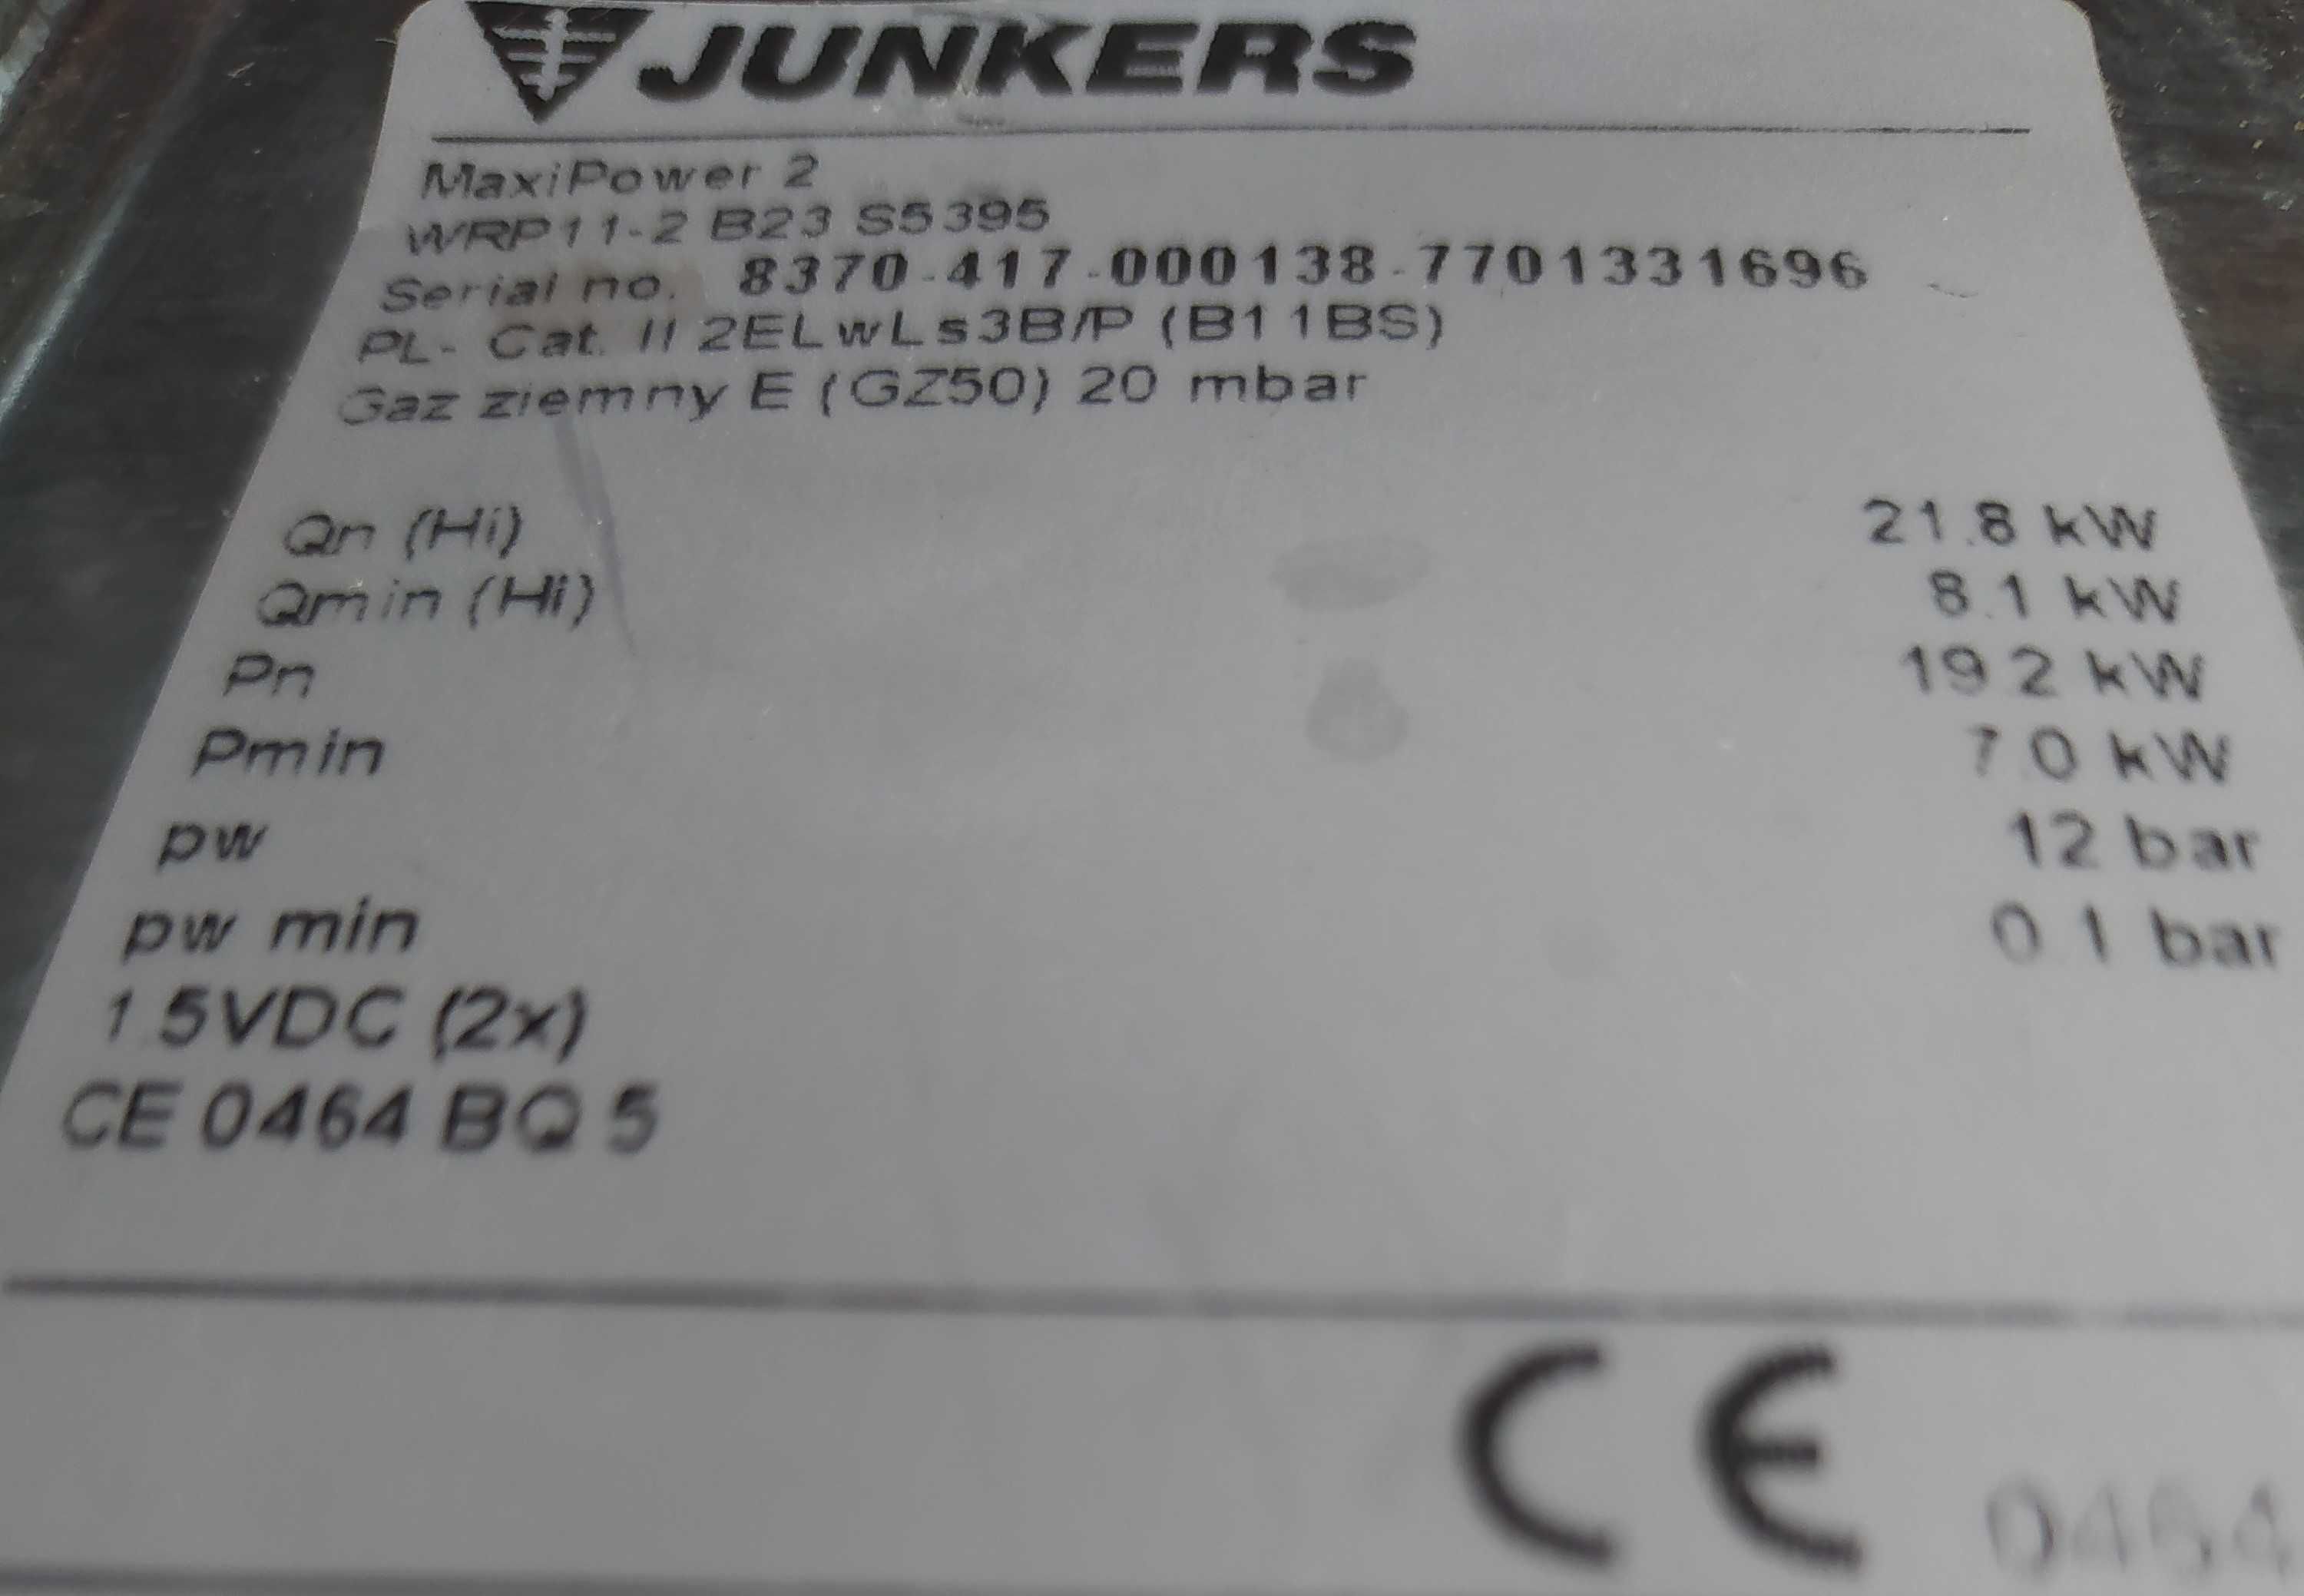 JUNKERS
MaxiPower 2
WRP11-2 B23 S5395
Serial no. 8370-417-000138-7701331696
PL- Cat. II 2ELwLs3B/P (B11BS)
Gaz ziemny E (GZ50) 20 mbar
Qn (Hi) 21.8 kW
Qmin (Hi) 8.1 kW
Pn 19.2 kW
Pmin 7.0 kW
pw 12 bar
pw min 0.1 bar
1.5VDC (2x)
CE 0464 BQ 5
CE 0464